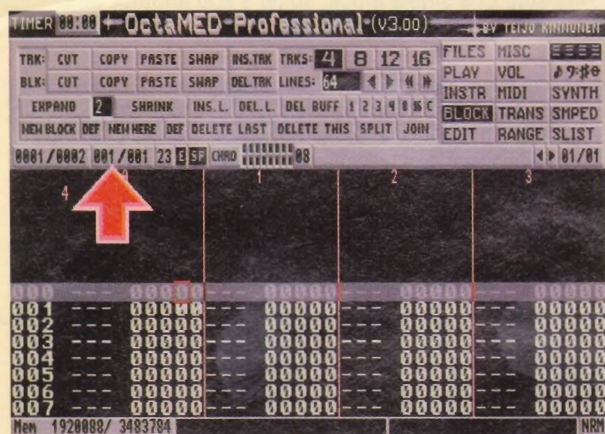 TIMER 00:00 OctaMED Professional (V3.00) BY TEIJO KINNUNEN
TRK: CUT COPY PASTE SWAP INS.TRK TRKS: 4 8 12 16 FILES MISC
BLK: CUT COPY PASTE SWAP DEL.TRK LINES: 64 PLAY VOL
EXPAND 2 SHRINK INS.L. DEL.L. DEL BUFF 1 2 3 4 8 16 C INSTR MIDI SYNTH
BLOCK TRANS SMPED
NEW BLOCK DEF NEW HERE DEF DELETE LAST DELETE THIS SPLIT JOIN EDIT RANGE SLIST
0001/0002 001/001 23 E SP CHRD 08 01/01
4 0 1 2 3
000 --- 00000 --- 00000 --- 00000 --- 00000
001 --- 00000 --- 00000 --- 00000 --- 00000
002 --- 00000 --- 00000 --- 00000 --- 00000
003 --- 00000 --- 00000 --- 00000 --- 00000
004 --- 00000 --- 00000 --- 00000 --- 00000
005 --- 00000 --- 00000 --- 00000 --- 00000
006 --- 00000 --- 00000 --- 00000 --- 00000
007 --- 00000 --- 00000 --- 00000 --- 00000
Mem 1920088/ 3483784 NRM